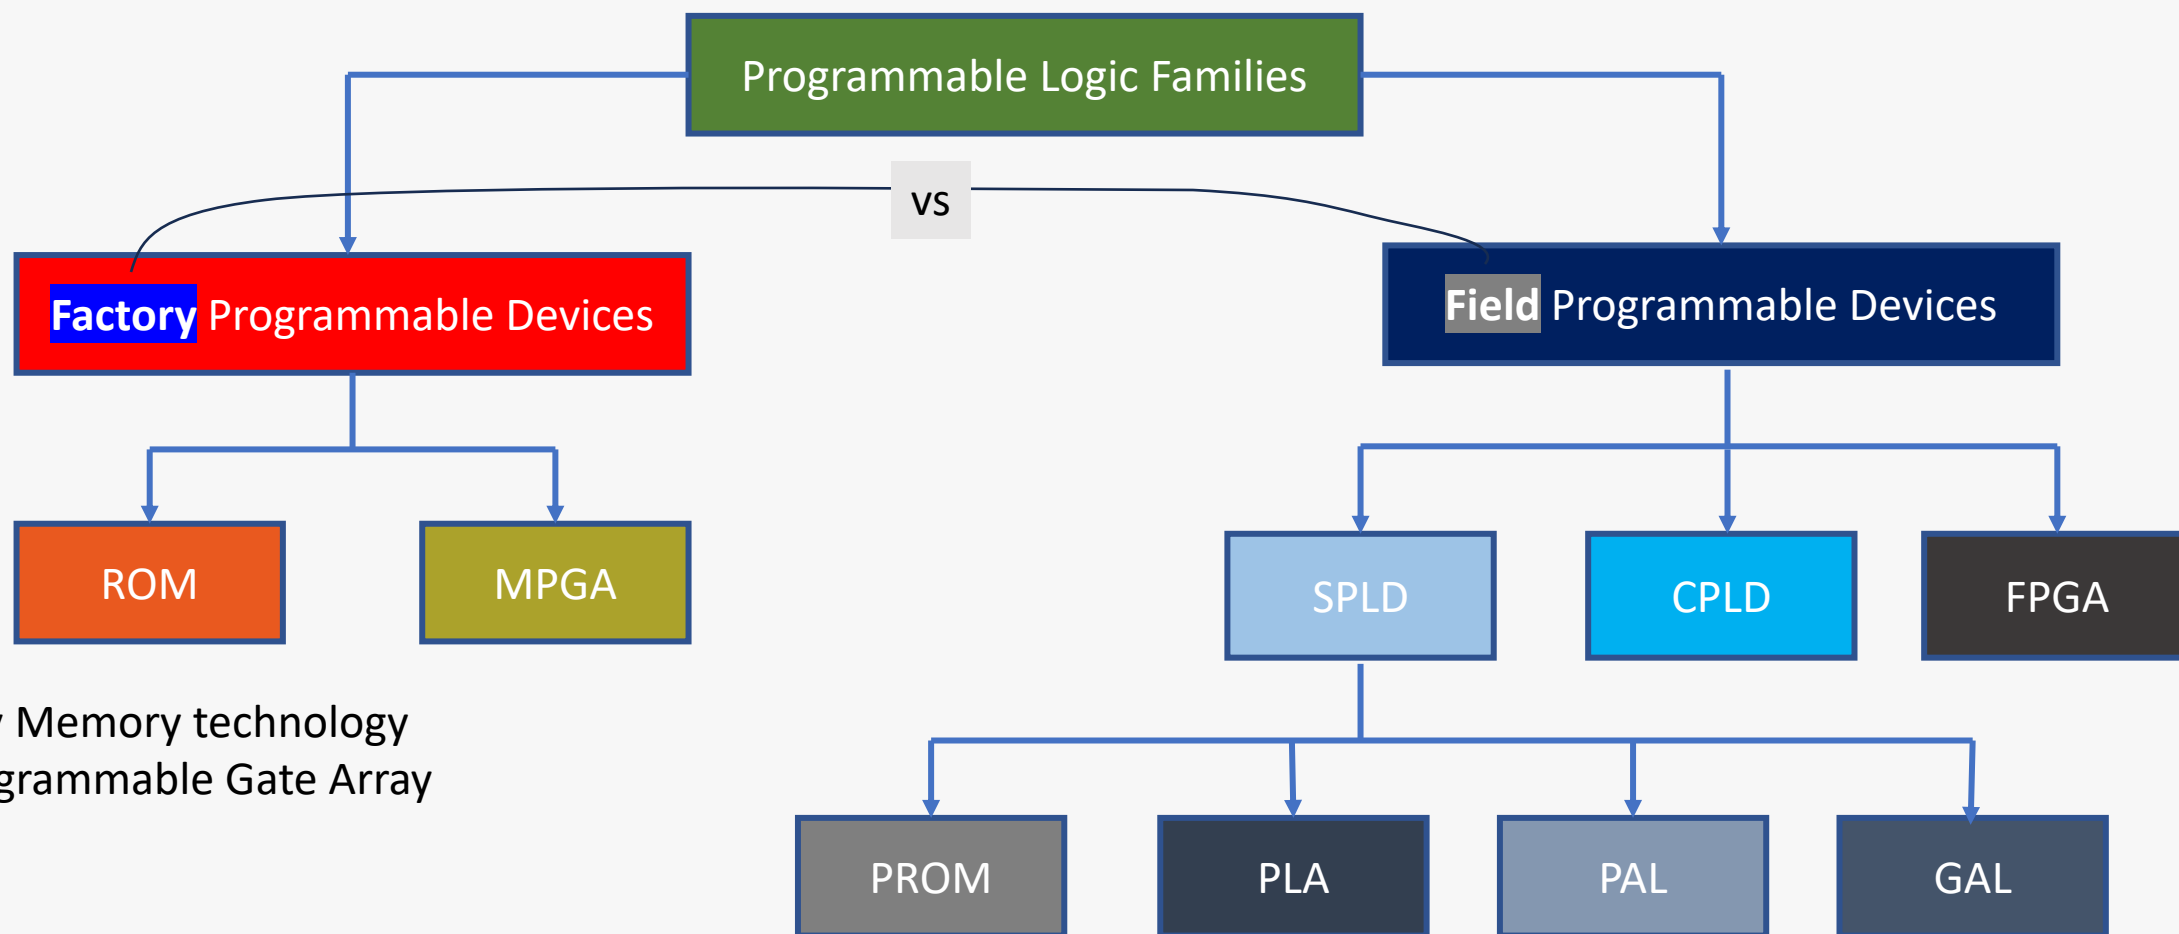 Programmable Logic Families
vs
Factory Programmable Devices
Field Programmable Devices
ROM
MPGA
SPLD
CPLD
FPGA
Memory technology
Gate Array
PROM
PLA
PAL
GAL